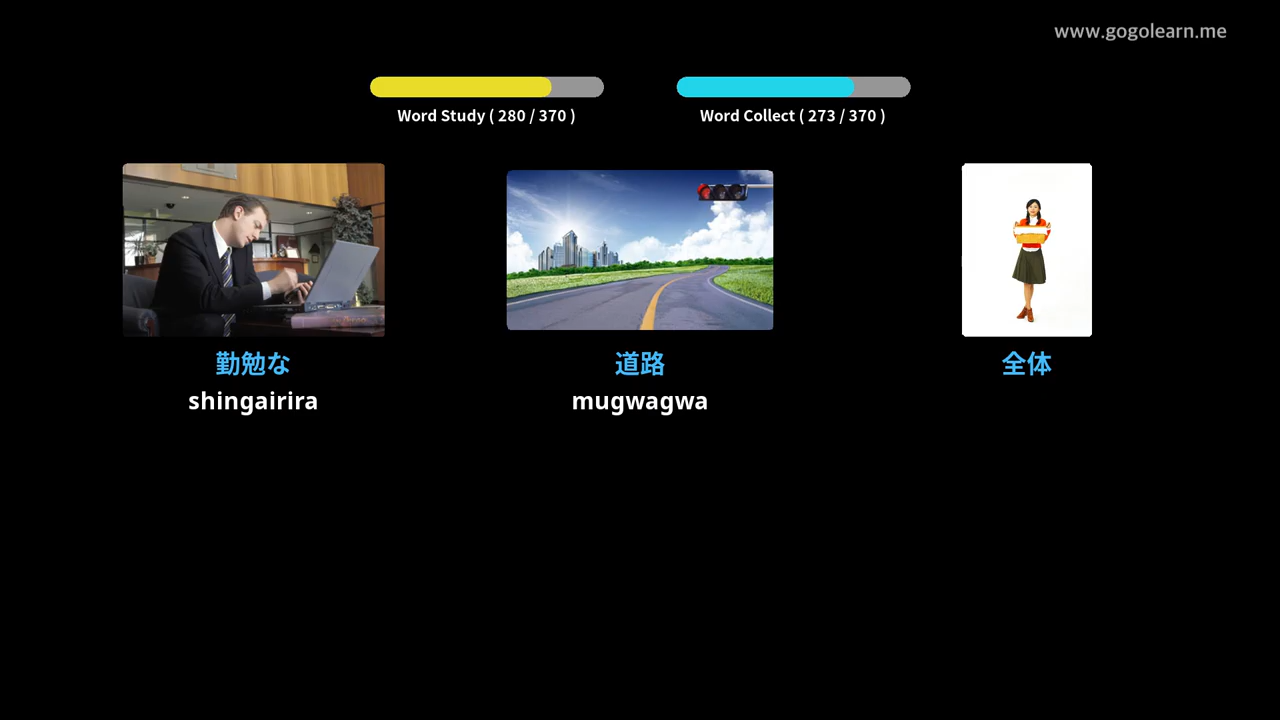 www.gogolearn.me
Word Study ( 280 / 370 )
Word Collect ( 273 / 370 )
勤勉な
道路
全体
shingairira
mugwagwa